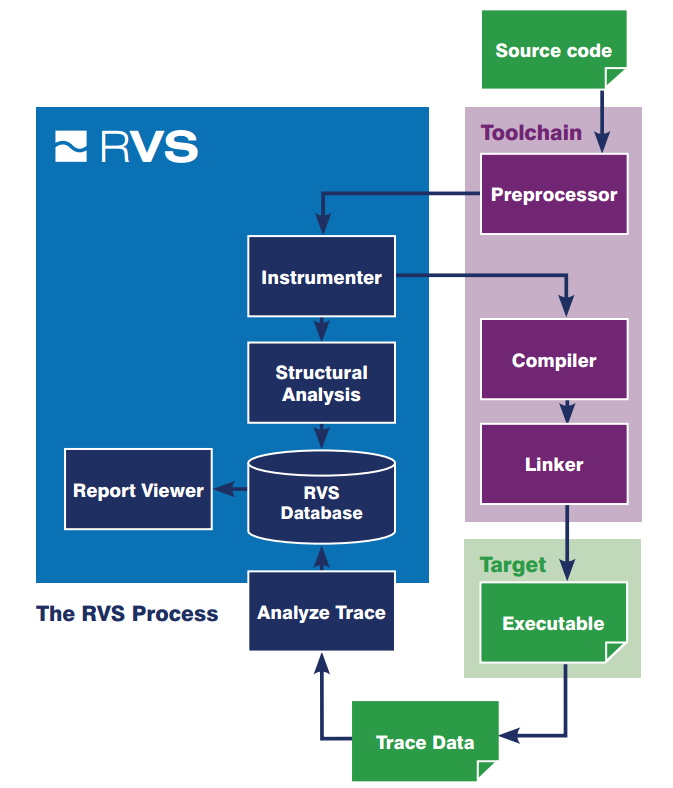 Source code
RVS
Toolchain
Preprocessor
Instrumenter
Structural
Analysis
Compiler
Linker
Report Viewer
RVS
Database
Target
The RVS Process
Analyze Trace
Executable
Trace Data